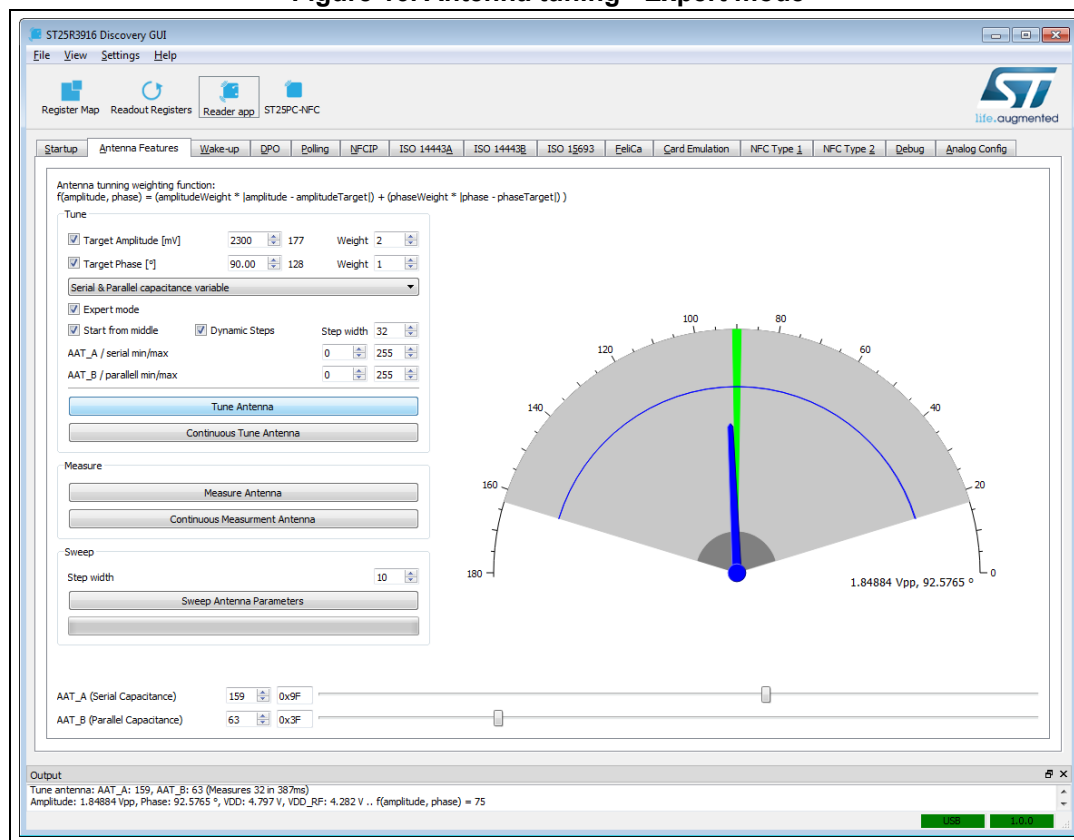 ST25R3916 Discovery GUI
File View Settings Help
Register Map Readout Registers Reader app ST25PC-NFC
ST
life.augmented
Startup Antenna Features Wake-up DPO Polling NFCIP ISO 14443A ISO 14443B ISO 15693 FeliCa Card Emulation NFC Type 1 NFC Type 2 Debug Analog Config
Antenna tunning weighting function:
f(amplitude, phase) = (amplitudeWeight * |amplitude - amplitudeTarget|) + (phaseWeight * |phase - phaseTarget|) )
Tune
Target Amplitude [mV] 2300 177 Weight 2
Target Phase [°] 90.00 128 Weight 1
Serial & Parallel capacitance variable
Expert mode
Start from middle Dynamic Steps Step width 32
AAT_A / serial min/max 0 255
AAT_B / parallell min/max 0 255
Tune Antenna
Continuous Tune Antenna
Measure
Measure Antenna
Continuous Measurment Antenna
Sweep
Step width 10
Sweep Antenna Parameters
180 160 140 120 100 80 60 40 20 0
1.84884 Vpp, 92.5765 °
AAT_A (Serial Capacitance) 159 0x9F
AAT_B (Parallel Capacitance) 63 0x3F
Output
Tune antenna: AAT_A: 159, AAT_B: 63 (Measures 32 in 387ms)
Amplitude: 1.84884 Vpp, Phase: 92.5765 °, VDD: 4.797 V, VDD_RF: 4.282 V .. f(amplitude, phase) = 75
USB 1.0.0